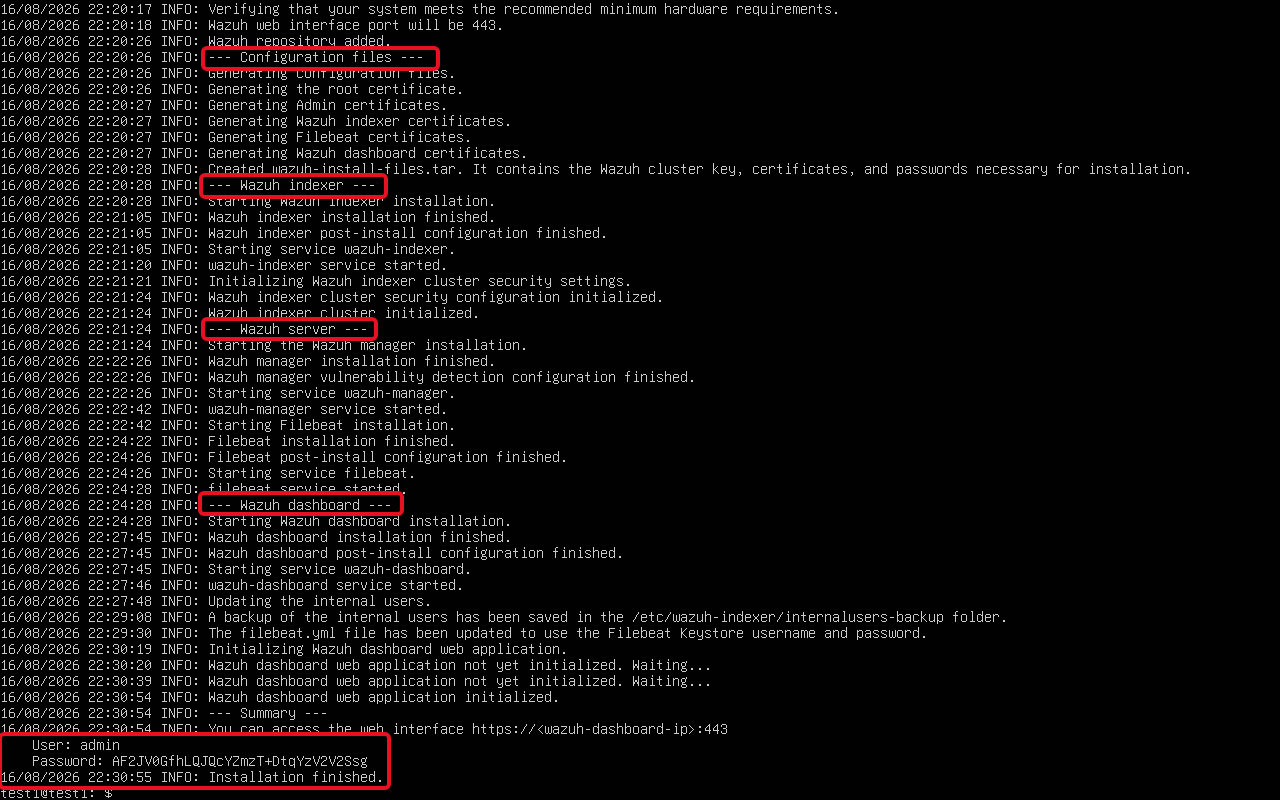 16/08/2026 22:20:17 INFO: Verifying that your system meets the recommended minimum hardware requirements.
16/08/2026 22:20:18 INFO: Wazuh web interface port will be 443.
16/08/2026 22:20:26 INFO: Wazuh repository added.
16/08/2026 22:20:26 INFO: --- Configuration files ---
16/08/2026 22:20:26 INFO: Generating configuration files.
16/08/2026 22:20:26 INFO: Generating the root certificate.
16/08/2026 22:20:27 INFO: Generating Admin certificates.
16/08/2026 22:20:27 INFO: Generating Wazuh indexer certificates.
16/08/2026 22:20:27 INFO: Generating Filebeat certificates.
16/08/2026 22:20:27 INFO: Generating Wazuh dashboard certificates.
16/08/2026 22:20:28 INFO: Created wazuh-install-files.tar. It contains the Wazuh cluster key, certificates, and passwords necessary for installation.
16/08/2026 22:20:28 INFO: --- Wazuh indexer ---
16/08/2026 22:20:28 INFO: Starting Wazuh indexer installation.
16/08/2026 22:21:05 INFO: Wazuh indexer installation finished.
16/08/2026 22:21:05 INFO: Wazuh indexer post-install configuration finished.
16/08/2026 22:21:05 INFO: Starting service wazuh-indexer.
16/08/2026 22:21:20 INFO: wazuh-indexer service started.
16/08/2026 22:21:21 INFO: Initializing Wazuh indexer cluster security settings.
16/08/2026 22:21:24 INFO: Wazuh indexer cluster security configuration initialized.
16/08/2026 22:21:24 INFO: Wazuh indexer cluster initialized.
16/08/2026 22:21:24 INFO: --- Wazuh server ---
16/08/2026 22:21:24 INFO: Starting the Wazuh manager installation.
16/08/2026 22:22:26 INFO: Wazuh manager installation finished.
16/08/2026 22:22:26 INFO: Wazuh manager vulnerability detection configuration finished.
16/08/2026 22:22:26 INFO: Starting service wazuh-manager.
16/08/2026 22:22:42 INFO: wazuh-manager service started.
16/08/2026 22:22:42 INFO: Starting Filebeat installation.
16/08/2026 22:24:22 INFO: Filebeat installation finished.
16/08/2026 22:24:26 INFO: Filebeat post-install configuration finished.
16/08/2026 22:24:26 INFO: Starting service filebeat.
16/08/2026 22:24:28 INFO: filebeat service started.
16/08/2026 22:24:28 INFO: --- Wazuh dashboard ---
16/08/2026 22:24:28 INFO: Starting Wazuh dashboard installation.
16/08/2026 22:27:45 INFO: Wazuh dashboard installation finished.
16/08/2026 22:27:45 INFO: Wazuh dashboard post-install configuration finished.
16/08/2026 22:27:45 INFO: Starting service wazuh-dashboard.
16/08/2026 22:27:46 INFO: wazuh-dashboard service started.
16/08/2026 22:27:48 INFO: Updating the internal users.
16/08/2026 22:29:08 INFO: A backup of the internal users has been saved in the /etc/wazuh-indexer/internalusers-backup folder.
16/08/2026 22:29:30 INFO: The filebeat.yml file has been updated to use the Filebeat Keystore username and password.
16/08/2026 22:30:19 INFO: Initializing Wazuh dashboard web application.
16/08/2026 22:30:20 INFO: Wazuh dashboard web application not yet initialized. Waiting...
16/08/2026 22:30:39 INFO: Wazuh dashboard web application not yet initialized. Waiting...
16/08/2026 22:30:54 INFO: Wazuh dashboard web application initialized.
16/08/2026 22:30:54 INFO: --- Summary ---
16/08/2026 22:30:54 INFO: You can access the web interface https://<wazuh-dashboard-ip>:443
User: admin
Password: AF2JV0GfhLQJQcYZmzT+DtqYzV2V2Ssg
16/08/2026 22:30:55 INFO: Installation finished.
test1@test1: $